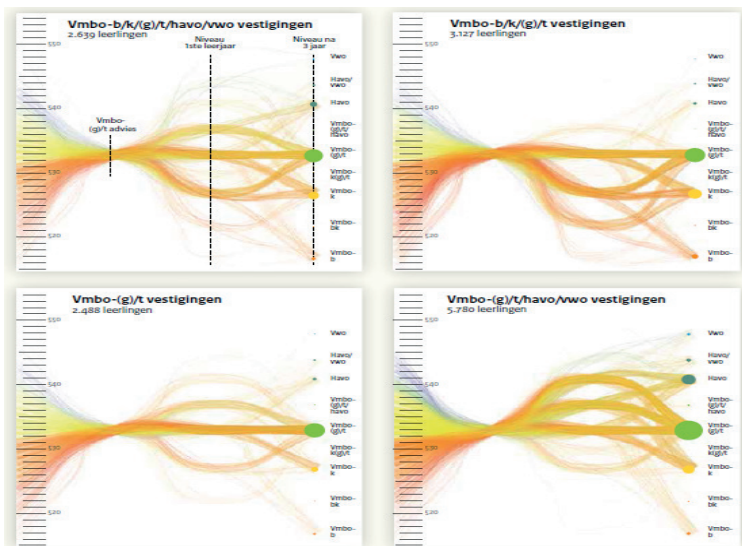 Vmbo-b/k/(g)/t/havo/vwo vestigingen
2.639 leerlingen
Niveau
1ste leerjaar
Niveau na
3 jaar
Vmbo-
(g)/t advies
550
540
530
520
Vwo
Havo/
vwo
Havo
Vmbo-
(g)/t/
havo
Vmbo-
(g)/t
Vmbo-
k(g)/t
Vmbo-
k
Vmbo-
bk
Vmbo-
b
Vmbo-b/k/(g)/t vestigingen
3.127 leerlingen
550
540
530
520
Vwo
Havo/
vwo
Havo
Vmbo-
(g)/t/
havo
Vmbo-
(g)/t
Vmbo-
k(g)/t
Vmbo-
k
Vmbo-
bk
Vmbo-
b
Vmbo-(g)/t vestigingen
2.488 leerlingen
550
540
530
520
Vwo
Havo/
vwo
Havo
Vmbo-
(g)/t/
havo
Vmbo-
(g)/t
Vmbo-
k(g)/t
Vmbo-
k
Vmbo-
bk
Vmbo-
b
Vmbo-(g)/t/havo/vwo vestigingen
5.780 leerlingen
550
540
530
520
Vwo
Havo/
vwo
Havo
Vmbo-
(g)/t/
havo
Vmbo-
(g)/t
Vmbo-
k(g)/t
Vmbo-
k
Vmbo-
bk
Vmbo-
b